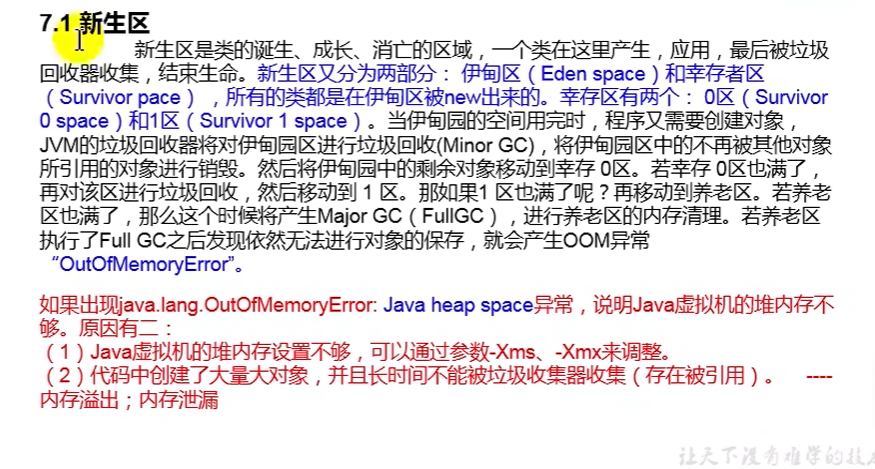 7.1 新生区
新生区是类的诞生、成长、消亡的区域，一个类在这里产生，应用，最后被垃圾
回收器收集，结束生命。新生区又分为两部分： 伊甸区（Eden space）和幸存者区
（Survivor pace） ，所有的类都是在伊甸区被new出来的。幸存区有两个： 0区（Survivor
0 space）和1区（Survivor 1 space）。当伊甸园的空间用完时，程序又需要创建对象，
JVM的垃圾回收器将对伊甸园区进行垃圾回收(Minor GC)，将伊甸园区中的不再被其他对象
所引用的对象进行销毁。然后将伊甸园中的剩余对象移动到幸存 0区。若幸存 0区也满了，
再对该区进行垃圾回收，然后移动到 1 区。那如果1 区也满了呢？再移动到养老区。若养老
区也满了，那么这个时候将产生Major GC（FullGC），进行养老区的内存清理。若养老区
执行了Full GC之后发现依然无法进行对象的保存，就会产生OOM异常
“OutOfMemoryError”。
如果出现java.lang.OutOfMemoryError: Java heap space异常，说明Java虚拟机的堆内存不
够。原因有二：
（1）Java虚拟机的堆内存设置不够，可以通过参数-Xms、-Xmx来调整。
（2）代码中创建了大量大对象，并且长时间不能被垃圾收集器收集（存在被引用）。 ----
内存溢出；内存泄漏
让天下没有难学的技